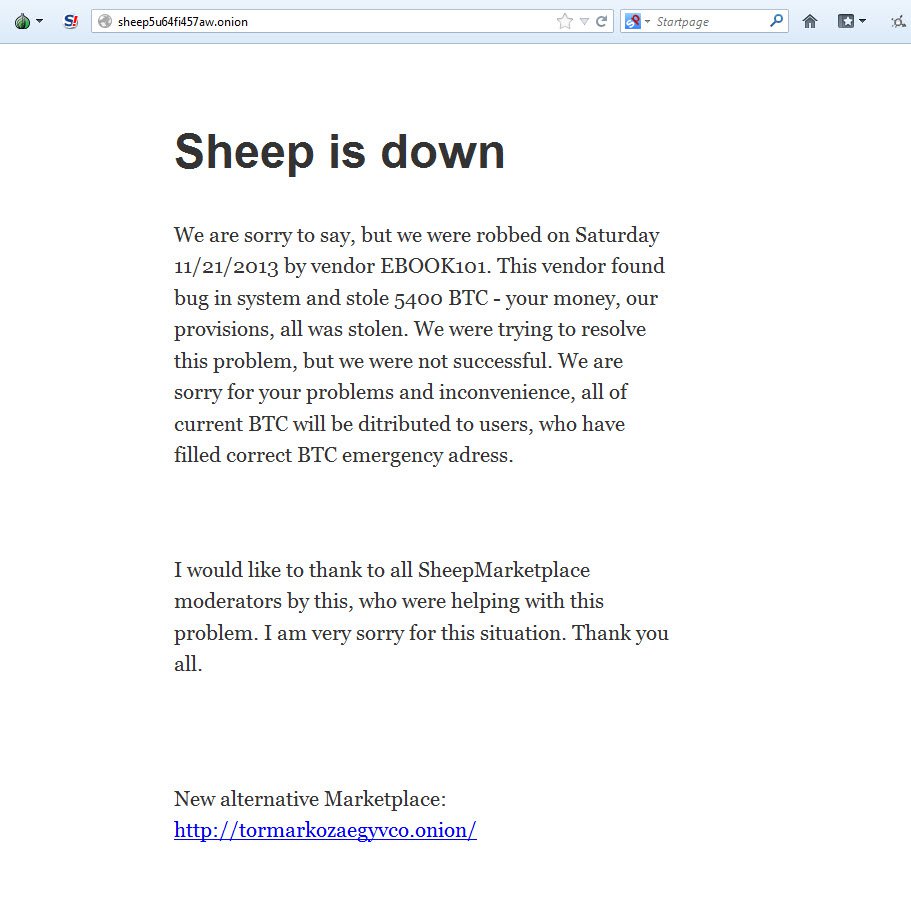 sheep5u64fi457aw.onion
Startpage
Sheep is down
We are sorry to say, but we were robbed on Saturday
11/21/2013 by vendor EBOOK101. This vendor found
bug in system and stole 5400 BTC - your money, our
provisions, all was stolen. We were trying to resolve
this problem, but we were not successful. We are
sorry for your problems and inconvenience, all of
current BTC will be ditributed to users, who have
filled correct BTC emergency adress.
I would like to thank to all SheepMarketplace
moderators by this, who were helping with this
problem. I am very sorry for this situation. Thank you
all.
New alternative Marketplace:
http://tormarkozaegyvco.onion/